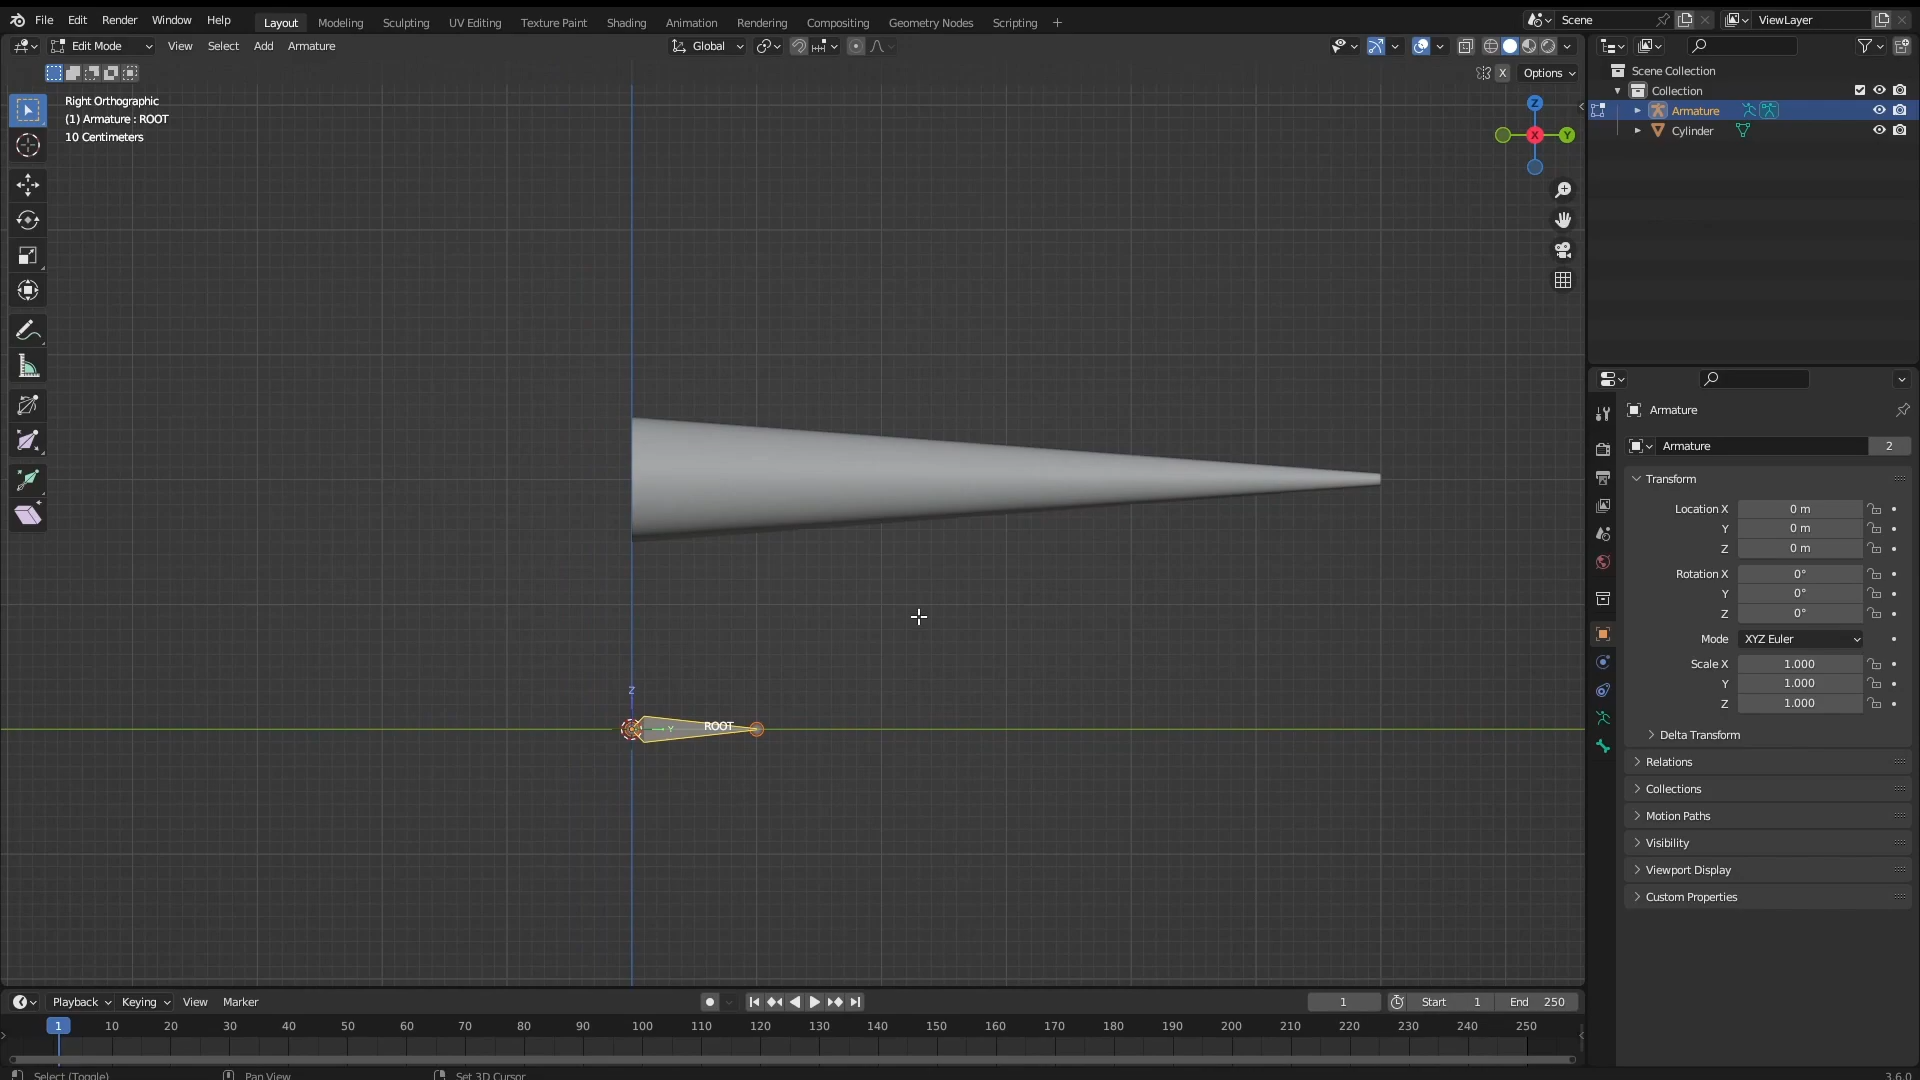 File Edit Render Window Help Layout Modeling Sculpting UV Editing Texture Paint Shading Animation Rendering Compositing Geometry Nodes Scripting + Scene ViewLayer
Edit Mode View Select Add Armature Global
X Options
Right Orthographic
(1) Armature : ROOT
10 Centimeters
Z
X
Y
Z
Y
ROOT
Scene Collection
Collection
Armature
Cylinder
Armature
Armature 2
Transform
Location X 0 m
Y 0 m
Z 0 m
Rotation X 0°
Y 0°
Z 0°
Mode XYZ Euler
Scale X 1.000
Y 1.000
Z 1.000
Delta Transform
Relations
Collections
Motion Paths
Visibility
Viewport Display
Custom Properties
Playback Keying View Marker 1 Start 1 End 250
1 10 20 30 40 50 60 70 80 90 100 110 120 130 140 150 160 170 180 190 200 210 220 230 240 250
Select (Toggle) Pan View Set 3D Cursor 3.6.0